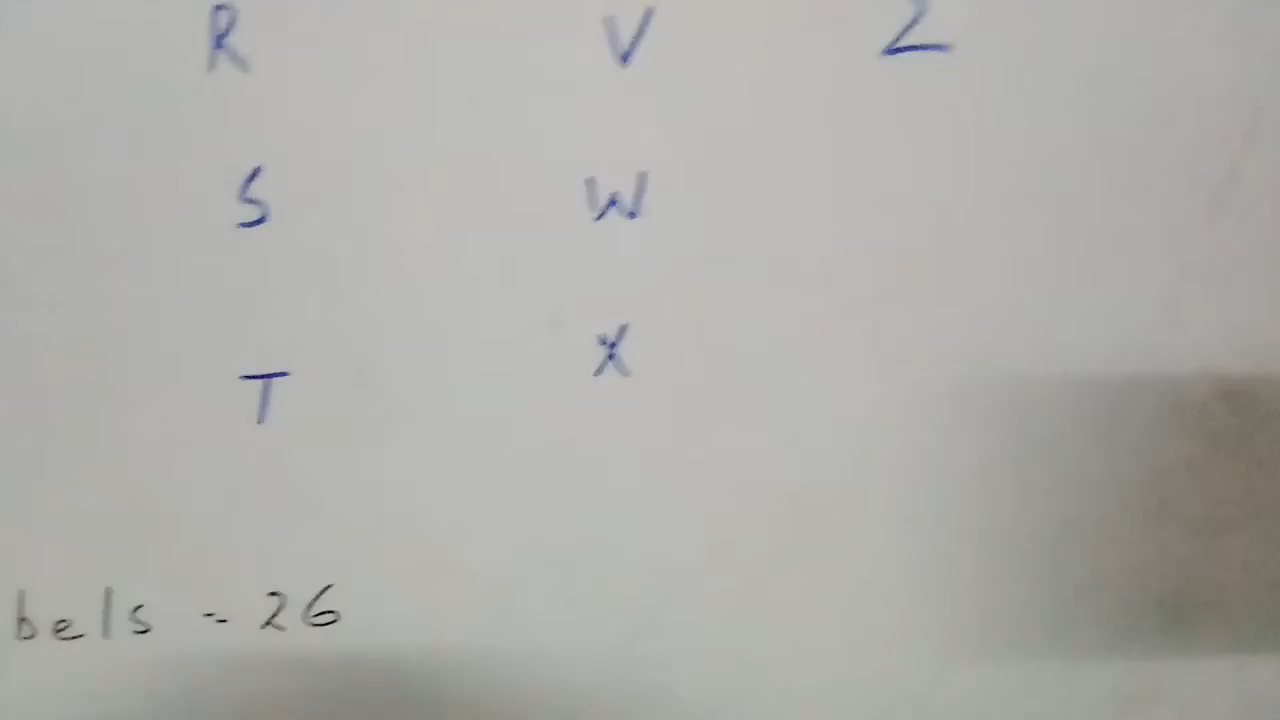 R V Z
S W
X
T
bels = 26